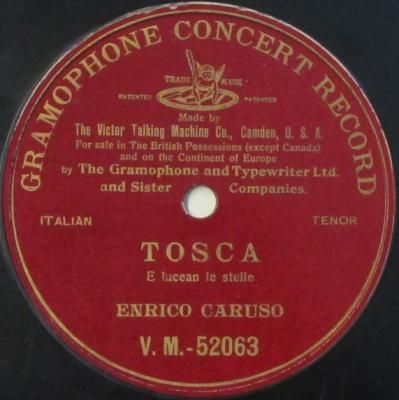 GRAMOPHONE CONCERT RECORD
TRADE MARK
PATENTED PATENTED
Made by
The Victor Talking Machine Co., Camden, U. S. A.
For sale in The British Possessions (except Canada)
and on the Continent of Europe
by The Gramophone and Typewriter Ltd.
and Sister Companies.
ITALIAN TENOR
TOSCA
E lucean le stelle
ENRICO CARUSO
V. M.-52063